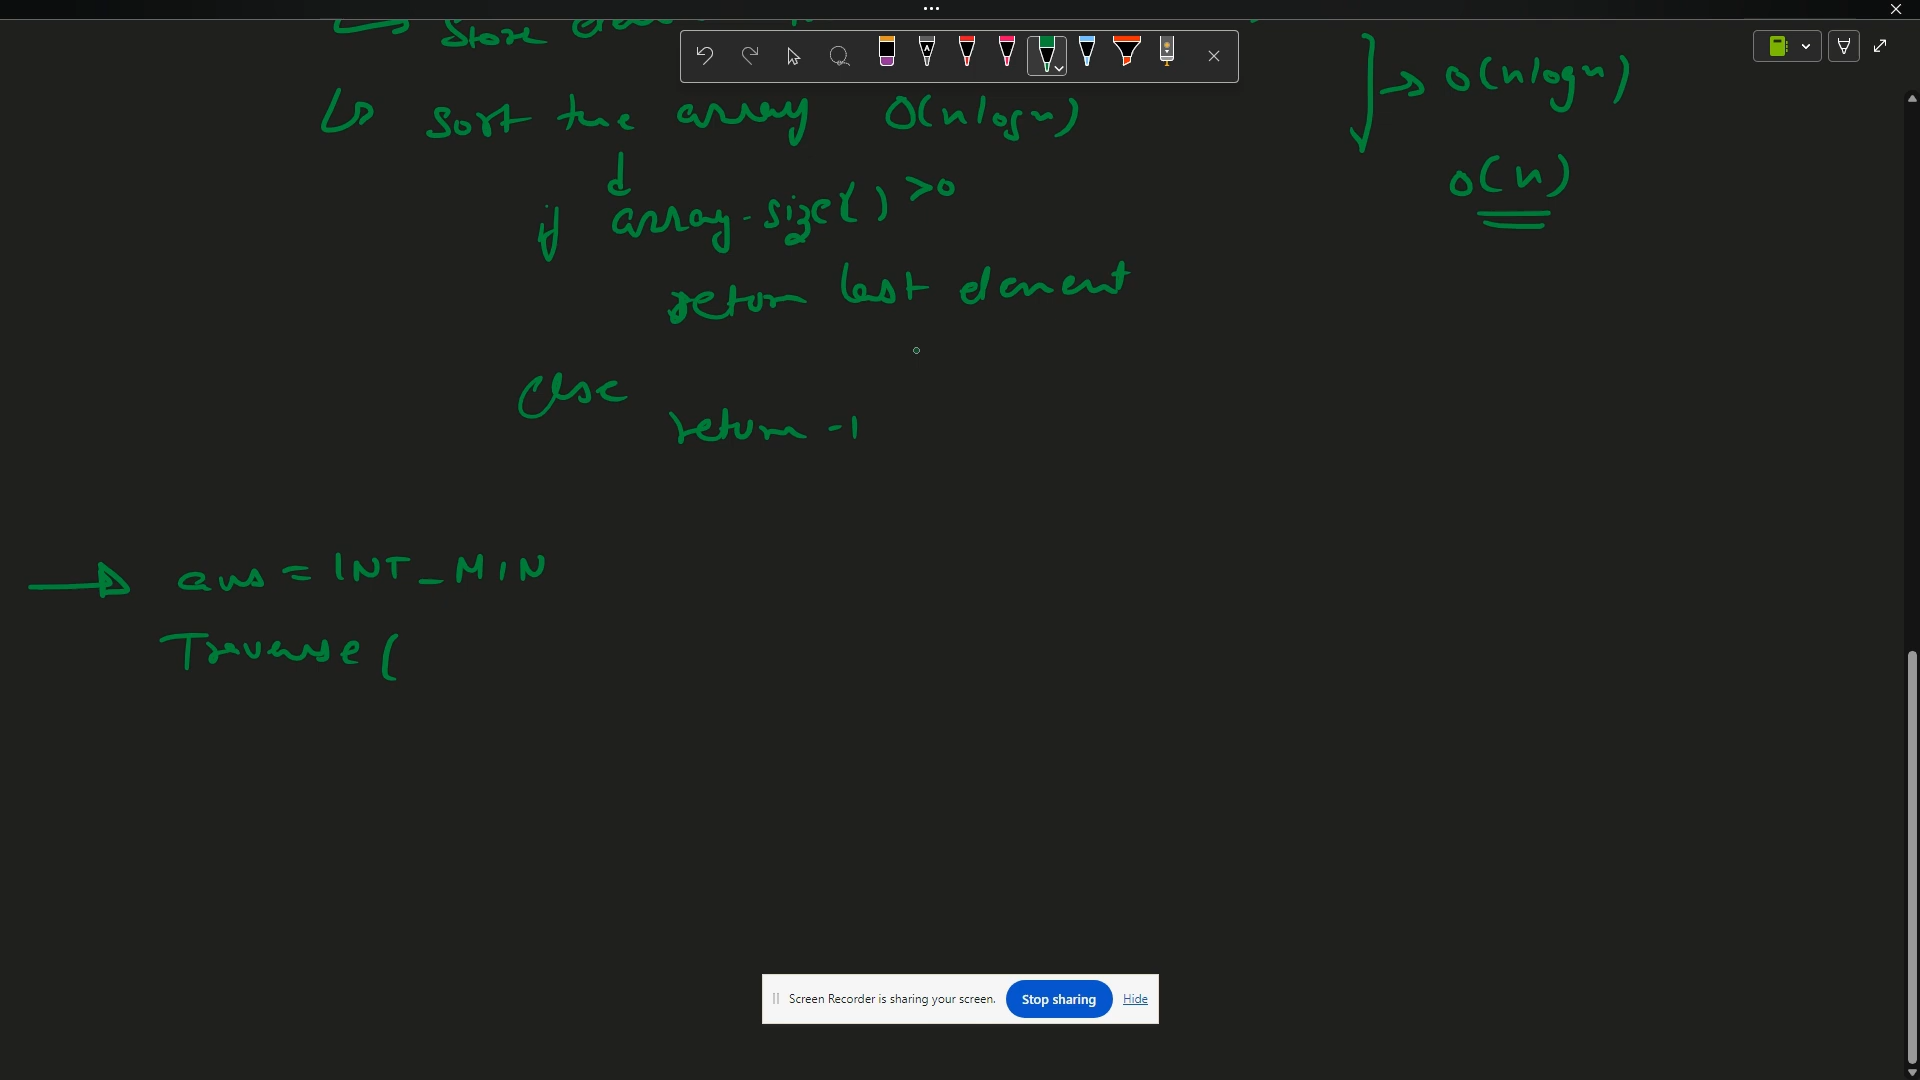 Store
↳ Sort the array O(nlogn)
→ O(nlogn)
O(n)
if array.size() >0
return last element
else
return -1
→ ans = INT_MIN
Traverse (
Screen Recorder is sharing your screen. Stop sharing Hide